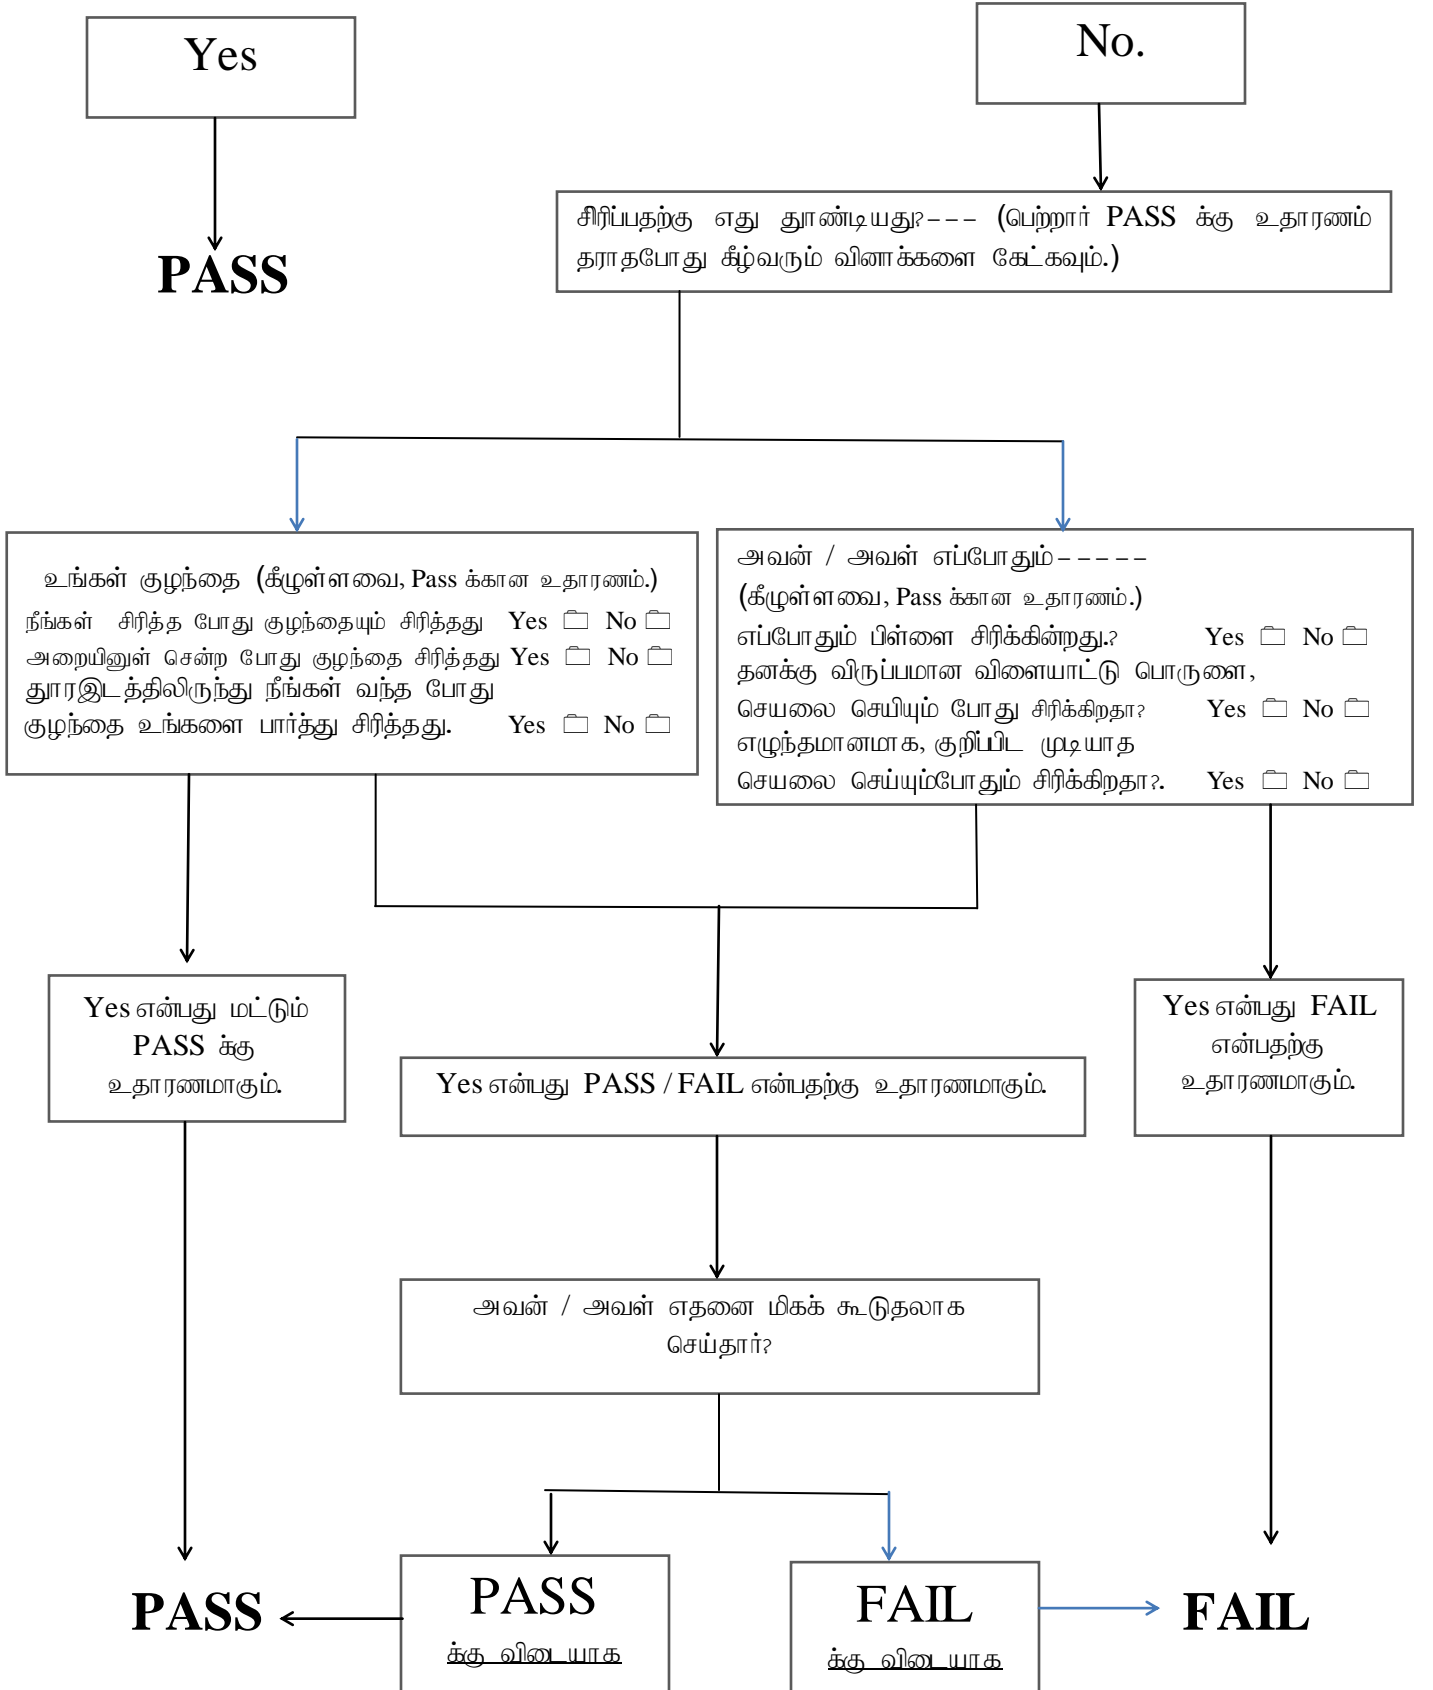 Yes
No.
PASS
சிரிப்பதற்கு எது தூண்டியது?--- (பெற்றார் PASS க்கு உதாரணம்
தராதபோது கீழ்வரும் வினாக்களை கேட்கவும்.)
உங்கள் குழந்தை (கீழுள்ளவை, Pass க்கான உதாரணம்.)
நீங்கள் சிரித்த போது குழந்தையும் சிரித்தது Yes No
அறையினுள் சென்ற போது குழந்தை சிரித்தது Yes No
தூரஇடத்திலிருந்து நீங்கள் வந்த போது
குழந்தை உங்களை பார்த்து சிரித்தது. Yes No
அவன் / அவள் எப்போதும்-----
(கீழுள்ளவை, Pass க்கான உதாரணம்.)
எப்போதும் பிள்ளை சிரிக்கின்றது.? Yes No
தனக்கு விருப்பமான விளையாட்டு பொருளை,
செயலை செயியும் போது சிரிக்கிறதா? Yes No
எழுந்தமானமாக, குறிப்பிட முடியாத
செயலை செய்யும்போதும் சிரிக்கிறதா?. Yes No
Yes என்பது மட்டும்
PASS க்கு
உதாரணமாகும்.
Yes என்பது PASS / FAIL என்பதற்கு உதாரணமாகும்.
Yes என்பது FAIL
என்பதற்கு
உதாரணமாகும்.
அவன் / அவள் எதனை மிகக் கூடுதலாக
செய்தார்?
PASS
PASS
க்கு விடையாக
FAIL
க்கு விடையாக
FAIL